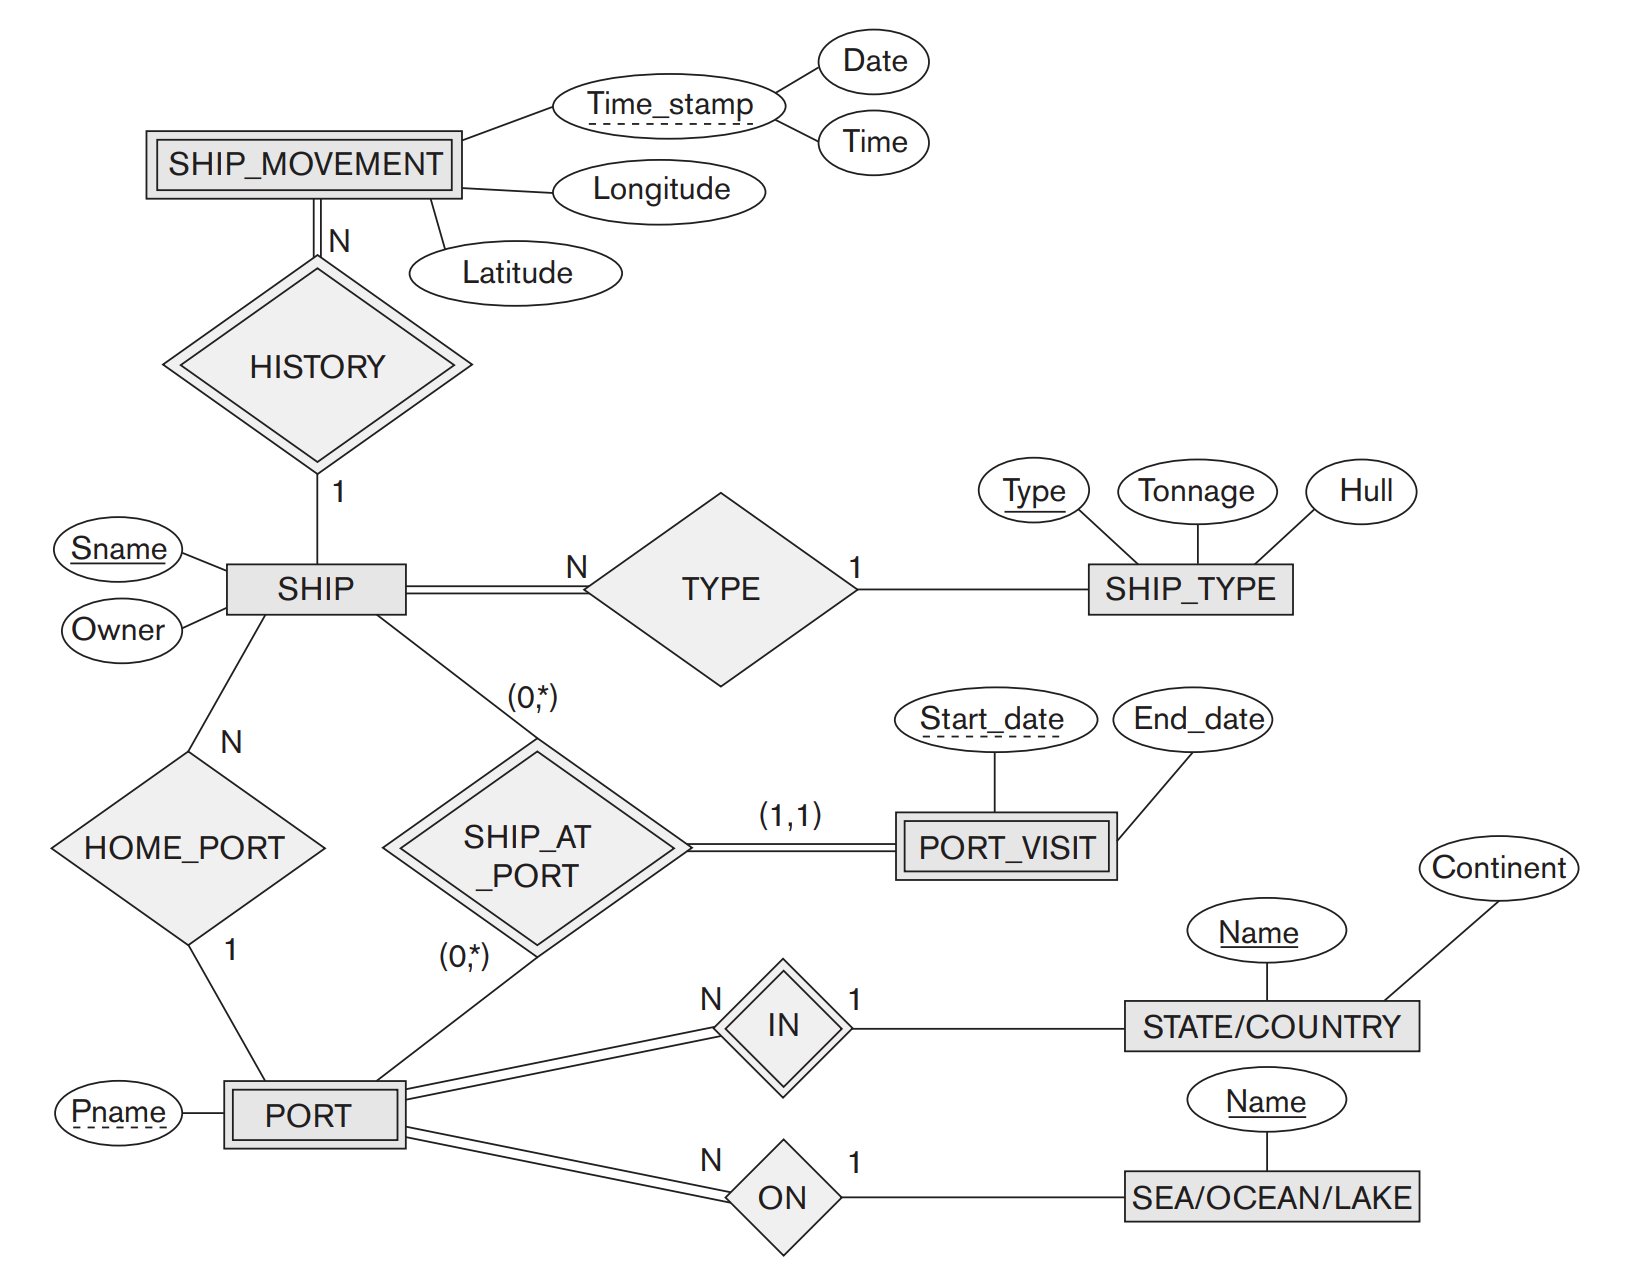 Date
Time_stamp
Time
SHIP_MOVEMENT
Longitude
N
Latitude
HISTORY
1
Type
Tonnage
Hull
Sname
N
1
SHIP
TYPE
SHIP_TYPE
Owner
(0,*)
Start_date
End_date
N
(1,1)
HOME_PORT
SHIP_AT
_PORT
PORT_VISIT
Continent
1
(0,*)
Name
N
1
IN
STATE/COUNTRY
Pname
PORT
Name
N
1
ON
SEA/OCEAN/LAKE